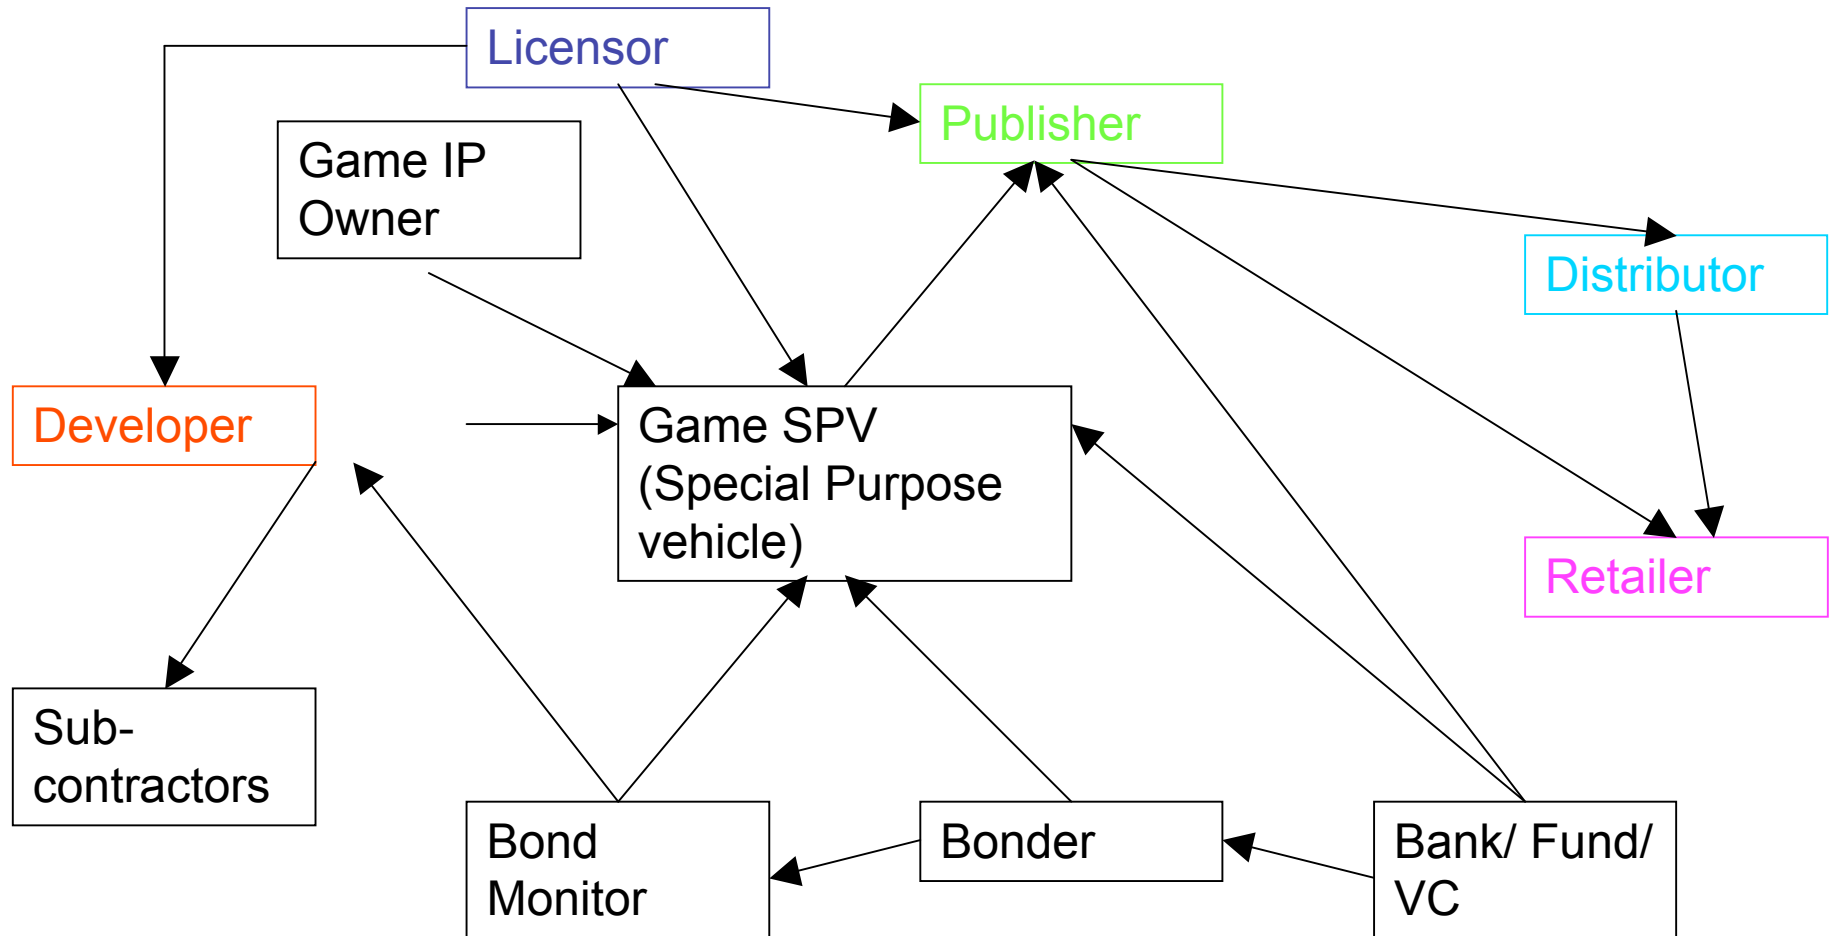 Licensor
Publisher
Game IP
Owner
Distributor
Developer
Game SPV
(Special Purpose
vehicle)
Retailer
Sub-
contractors
Bond
Monitor
Bonder
Bank/ Fund/
VC